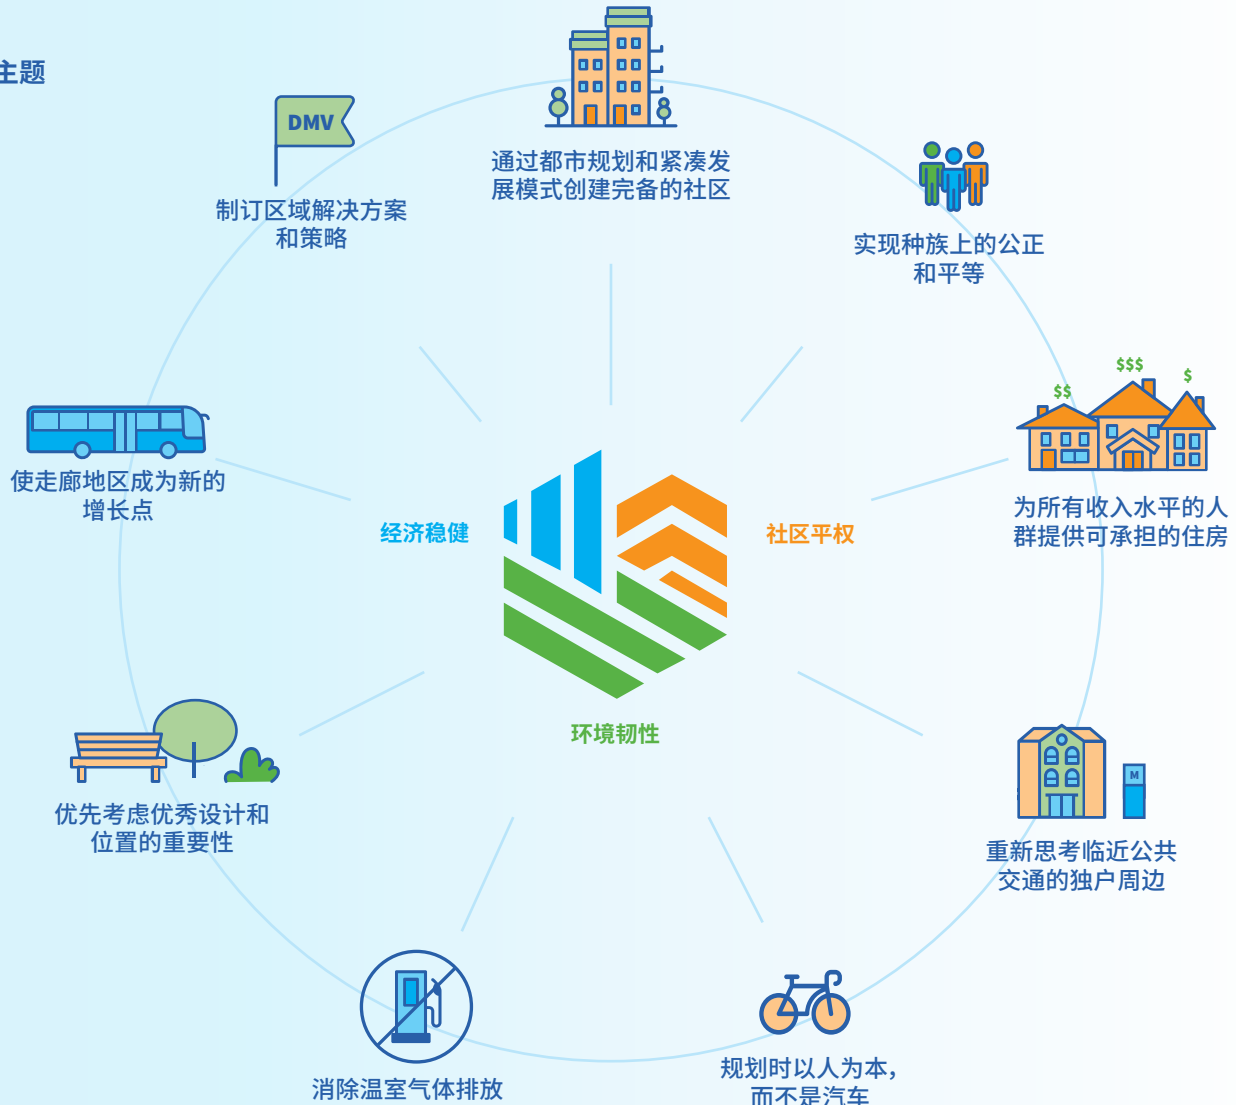 主题
DMV
制订区域解决方案
和策略
通过都市规划和紧凑发
展模式创建完备的社区
实现种族上的公正
和平等
$$
$$$
$
为所有收入水平的人
群提供可承担的住房
使走廊地区成为新的
增长点
经济稳健
社区平权
环境韧性
优先考虑优秀设计和
位置的重要性
M
重新思考临近公共
交通的独户周边
消除温室气体排放
规划时以人为本，
而不是汽车